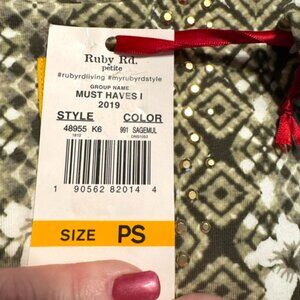 Ruby Rd.
petite
#rubyrdliving #myrubyrdstyle
GROUP NAME
MUST HAVES I
2019
STYLE COLOR
48955 K6 991 SAGEMUL
1 90562 82014 4
SIZE PS